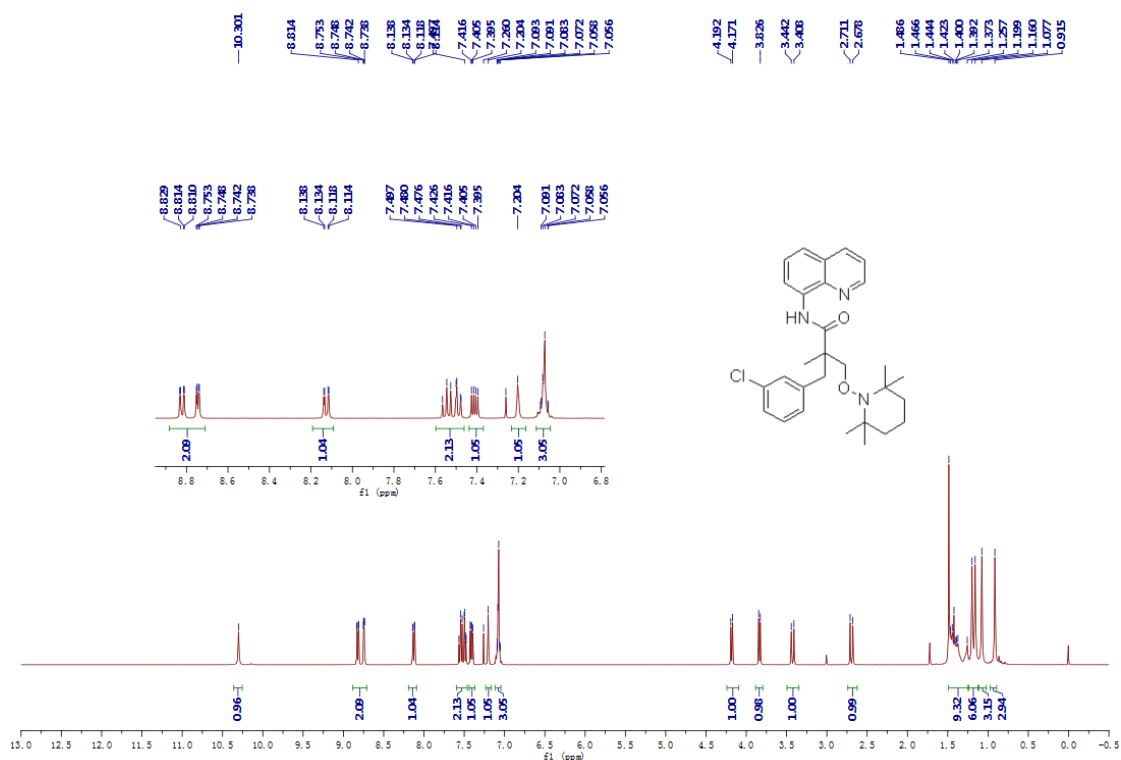 10.301 8.814 8.753 8.748 8.742 8.738 8.138 8.134 8.118 7.416 7.405 7.395 7.260 7.204 7.093 7.091 7.083 7.072 7.058 7.056 4.192 4.171 3.826 3.442 3.408 2.711 2.678 1.486 1.466 1.444 1.423 1.400 1.392 1.373 1.257 1.199 1.160 1.077 0.915
8.829 8.814 8.810 8.753 8.748 8.742 8.738 8.138 8.134 8.118 8.114 7.497 7.480 7.476 7.426 7.416 7.405 7.395 7.204 7.091 7.083 7.072 7.058 7.056
N
HN
O
Cl
O
N
2.09 1.04 2.13 1.05 1.05 3.05
8.8 8.6 8.4 8.2 8.0 7.8 7.6 7.4 7.2 7.0 6.8
f1 (ppm)
0.96 2.09 1.04 2.13 1.05 1.05 3.05 1.00 0.98 1.00 0.99 9.32 6.06 3.15 2.94
13.0 12.5 12.0 11.5 11.0 10.5 10.0 9.5 9.0 8.5 8.0 7.5 7.0 6.5 6.0 5.5 5.0 4.5 4.0 3.5 3.0 2.5 2.0 1.5 1.0 0.5 0.0 -0.5
f1 (ppm)